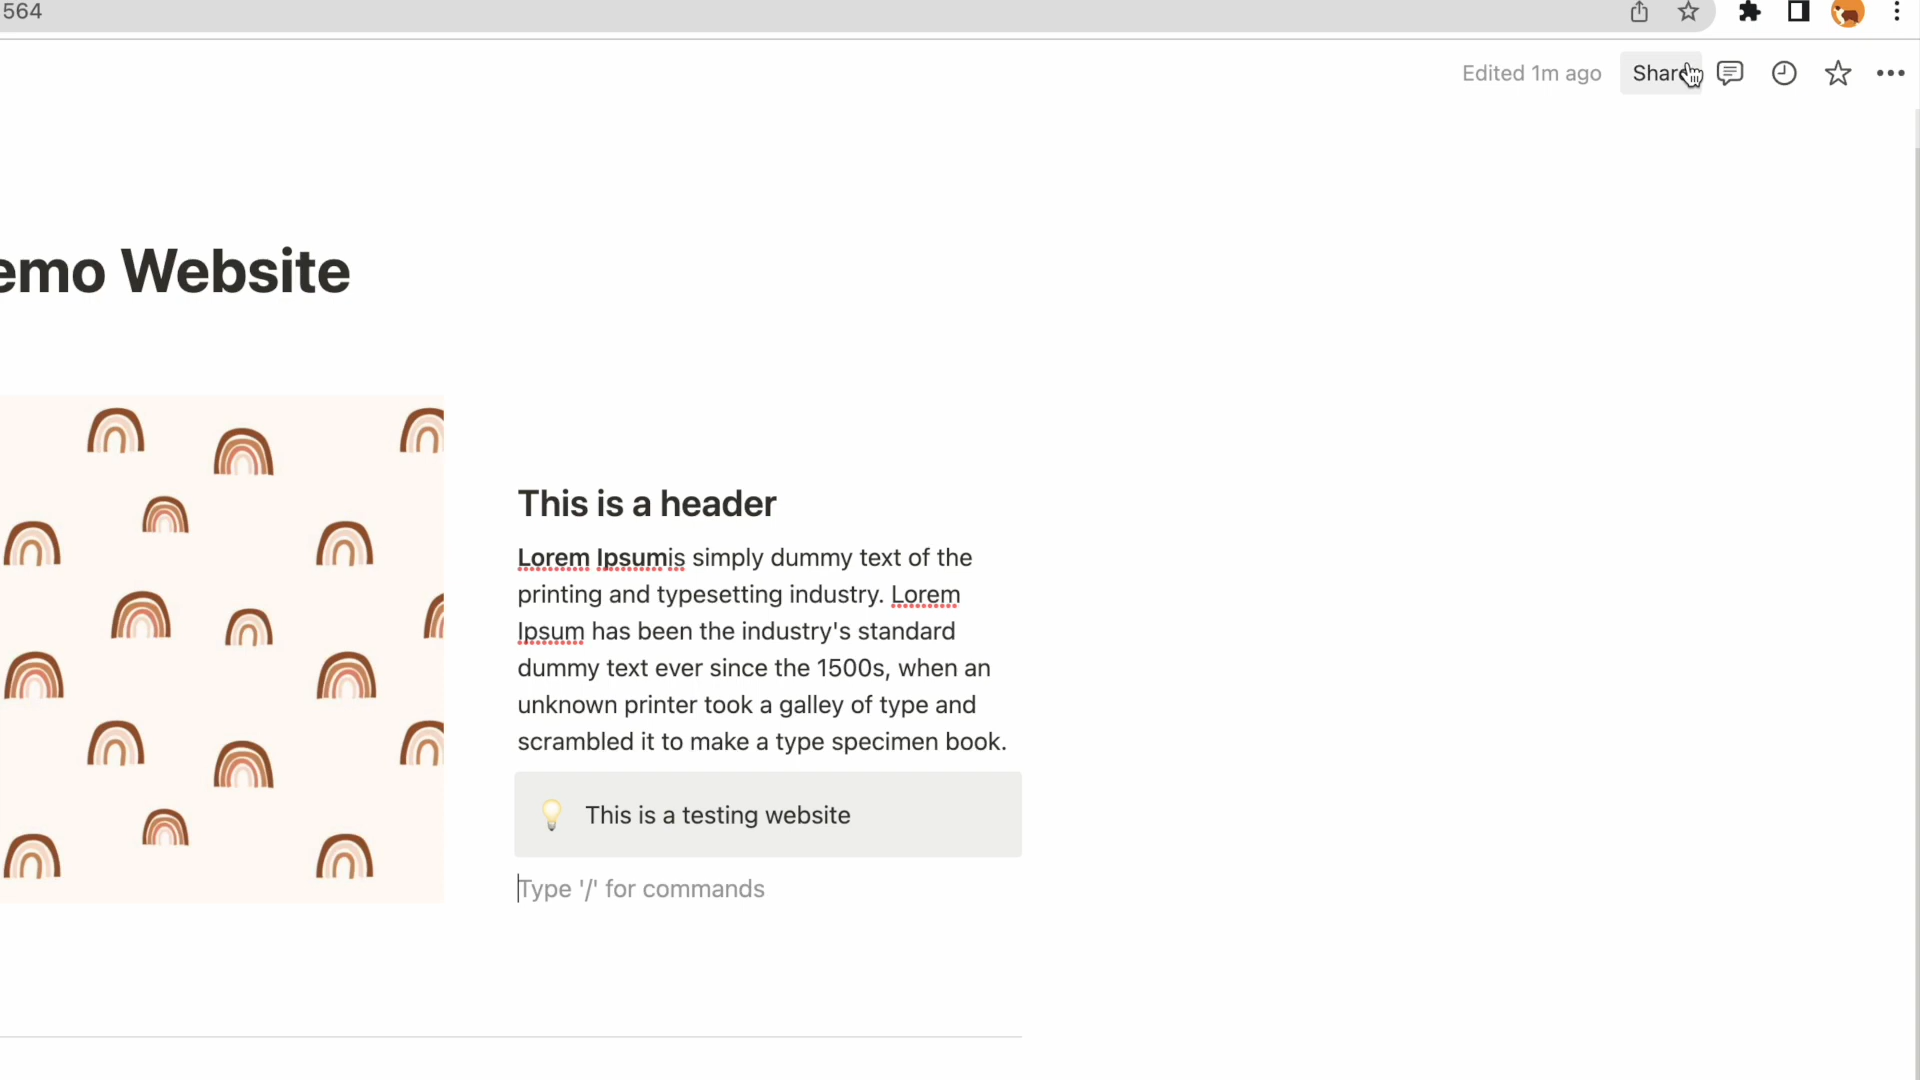 564
Edited 1m ago Share
emo Website
This is a header
Lorem Ipsumis simply dummy text of the
printing and typesetting industry. Lorem
Ipsum has been the industry's standard
dummy text ever since the 1500s, when an
unknown printer took a galley of type and
scrambled it to make a type specimen book.
This is a testing website
Type '/' for commands